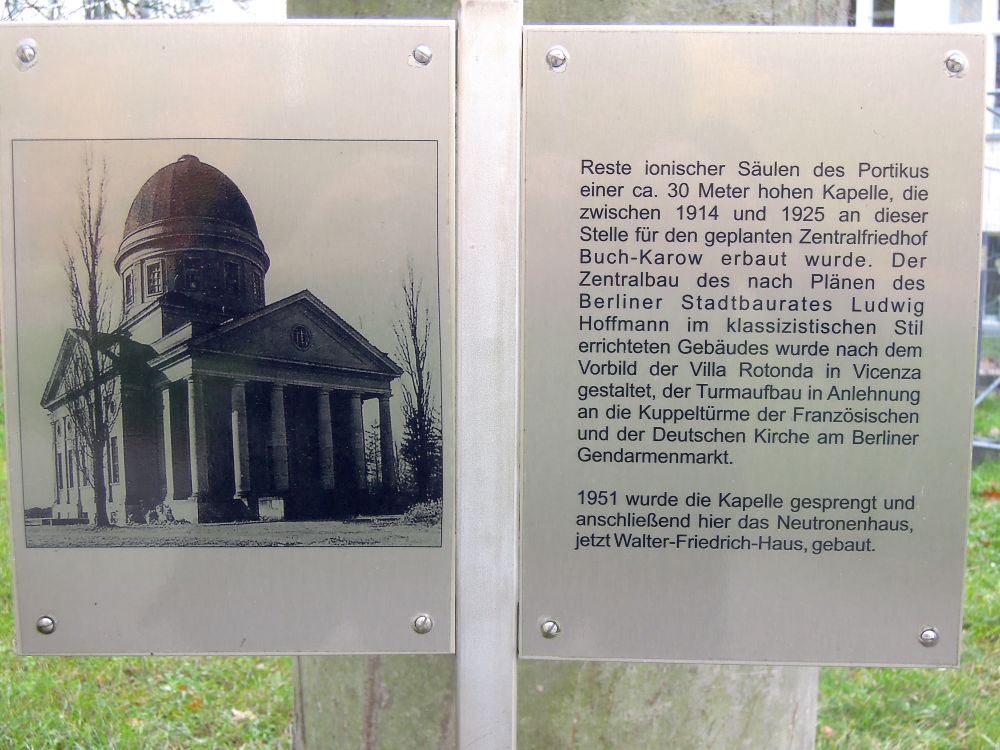 Reste ionischer Säulen des Portikus
einer ca. 30 Meter hohen Kapelle, die
zwischen 1914 und 1925 an dieser
Stelle für den geplanten Zentralfriedhof
Buch-Karow erbaut wurde. Der
Zentralbau des nach Plänen des
Berliner Stadtbaurates Ludwig
Hoffmann im klassizistischen Stil
errichteten Gebäudes wurde nach dem
Vorbild der Villa Rotonda in Vicenza
gestaltet, der Turmaufbau in Anlehnung
an die Kuppeltürme der Französischen
und der Deutschen Kirche am Berliner
Gendarmenmarkt.
1951 wurde die Kapelle gesprengt und
anschließend hier das Neutronenhaus,
jetzt Walter-Friedrich-Haus, gebaut.